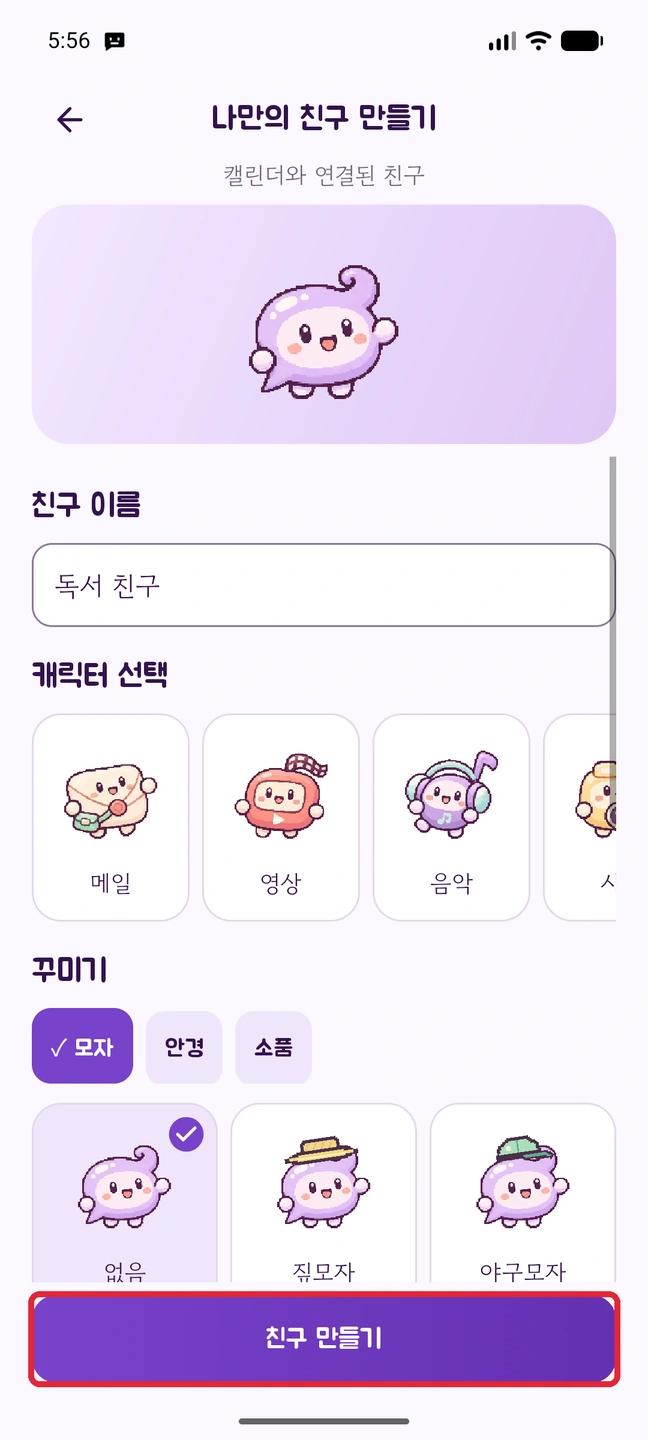 5:56
나만의 친구 만들기
캘린더와 연결된 친구
친구 이름
독서 친구
캐릭터 선택
메일
영상
음악
꾸미기
✓ 모자
안경
소품
없음
짚모자
야구모자
친구 만들기